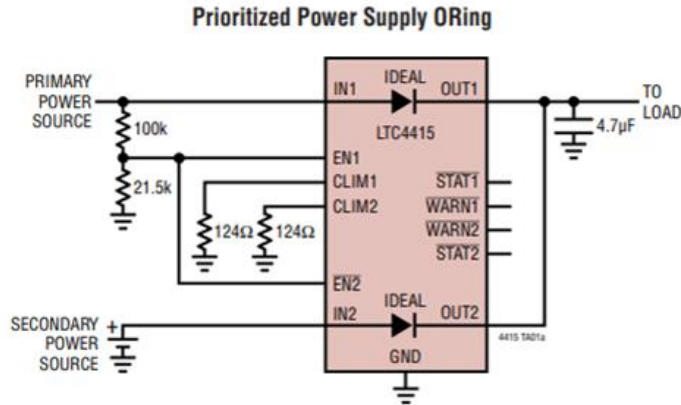 Prioritized Power Supply ORing
PRIMARY
POWER
SOURCE
100k
21.5k
124Ω
124Ω
SECONDARY
POWER
SOURCE
+
IN1
IDEAL
OUT1
LTC4415
EN1
CLIM1
CLIM2
STAT1
WARN1
WARN2
STAT2
EN2
IN2
IDEAL
OUT2
GND
4415 TA01a
TO
LOAD
4.7µF